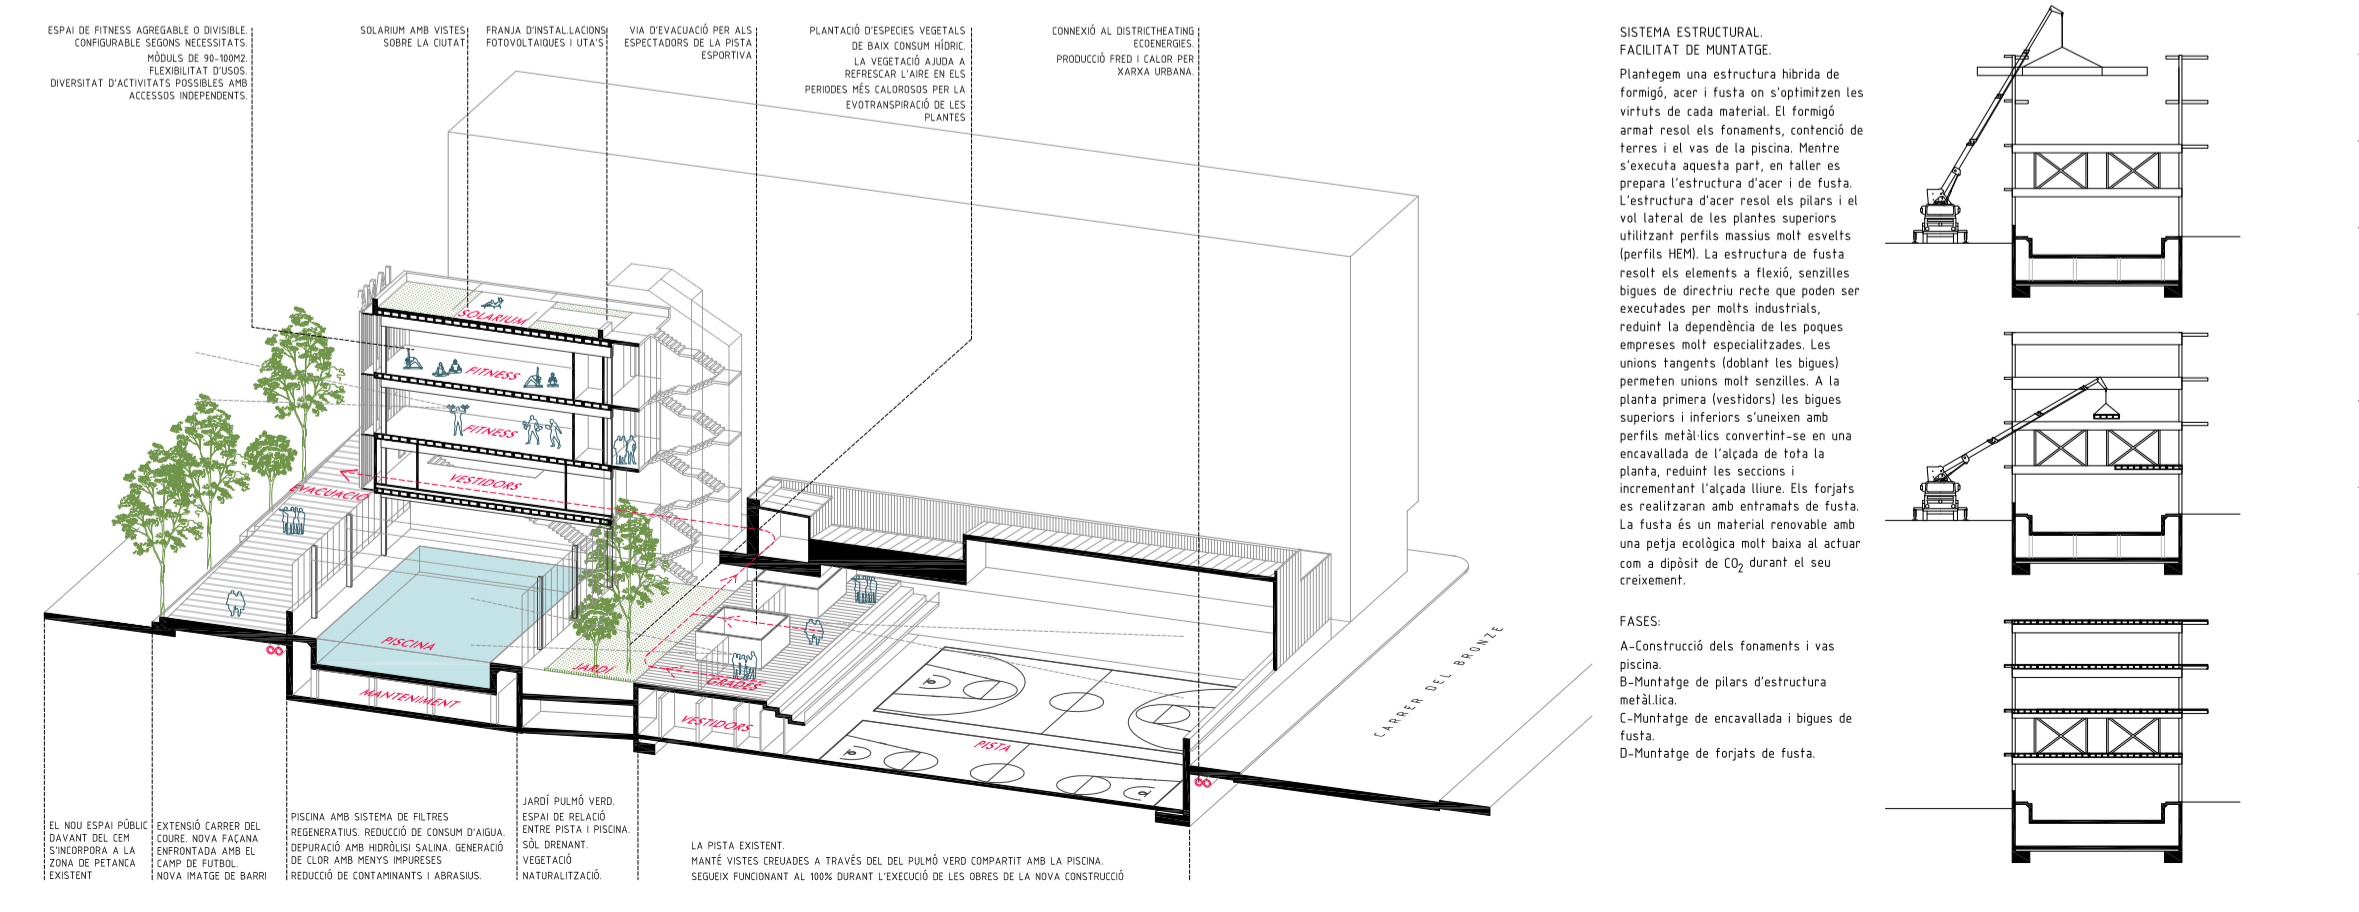 ESPAI DE FITNESS AGREGABLE O DIVISIBLE.
CONFIGURABLE SEGONS NECESSITATS.
MÒDULS DE 90-100M2.
FLEXIBILITAT D'USOS.
DIVERSITAT D'ACTIVITATS POSSIBLES AMB
ACCESSOS INDEPENDENTS.
SOLARIUM AMB VISTES
SOBRE LA CIUTAT
FRANJA D'INSTAL.LACIONS
FOTOVOLTAIQUES I UTA'S
VIA D'EVACUACIÓ PER ALS
ESPECTADORS DE LA PISTA
ESPORTIVA
PLANTACIÓ D'ESPECIES VEGETALS
DE BAIX CONSUM HÍDRIC.
LA VEGETACIÓ AJUDA A
REFRESCAR L'AIRE EN ELS
PERIODES MÉS CALOROSOS PER LA
EVOTRANSPIRACIÓ DE LES
PLANTES
CONNEXIÓ AL DISTRICTHEATING
ECOENERGIES.
PRODUCCIÓ FRED I CALOR PER
XARXA URBANA.
SOLARIUM
FITNESS
FITNESS
VESTIDORS
EVACUACIÓ
PISCINA
MANTENIMENT
JARDÍ
GRADES
VESTIDORS
PISTA
CARRER DEL BRONZE
EL NOU ESPAI PÚBLIC
DAVANT DEL CEM
S'INCORPORA A LA
ZONA DE PETANCA
EXISTENT
EXTENSIÓ CARRER DEL
COURE. NOVA FAÇANA
ENFRONTADA AMB EL
CAMP DE FUTBOL.
NOVA IMATGE DE BARRI
PISCINA AMB SISTEMA DE FILTRES
REGENERATIUS. REDUCCIÓ DE CONSUM D'AIGUA.
DEPURACIÓ AMB HIDRÒLISI SALINA. GENERACIÓ
DE CLOR AMB MENYS IMPURESES
REDUCCIÓ DE CONTAMINANTS I ABRASIUS.
JARDÍ PULMÓ VERD.
ESPAI DE RELACIÓ
ENTRE PISTA I PISCINA.
SÒL DRENANT.
VEGETACIÓ
NATURALITZACIÓ.
LA PISTA EXISTENT.
MANTÉ VISTES CREUADES A TRAVÉS DEL DEL PULMÓ VERD COMPARTIT AMB LA PISCINA.
SEGUEIX FUNCIONANT AL 100% DURANT L'EXECUCIÓ DE LES OBRES DE LA NOVA CONSTRUCCIÓ
SISTEMA ESTRUCTURAL.
FACILITAT DE MUNTATGE.
Plantegem una estructura hibrida de
formigó, acer i fusta on s'optimitzen les
virtuts de cada material. El formigó
armat resol els fonaments, contenció de
terres i el vas de la piscina. Mentre
s'executa aquesta part, en taller es
prepara l'estructura d'acer i de fusta.
L'estructura d'acer resol els pilars i el
vol lateral de les plantes superiors
utilitzant perfils massius molt esvelts
(perfils HEM). La estructura de fusta
resolt els elements a flexió, senzilles
bigues de directriu recte que poden ser
executades per molts industrials,
reduint la dependència de les poques
empreses molt especialitzades. Les
unions tangents (doblant les bigues)
permeten unions molt senzilles. A la
planta primera (vestidors) les bigues
superiors i inferiors s'uneixen amb
perfils metàl·lics convertint-se en una
encavallada de l'alçada de tota la
planta, reduint les seccions i
incrementant l'alçada lliure. Els forjats
es realitzaran amb entramats de fusta.
La fusta és un material renovable amb
una petja ecològica molt baixa al actuar
com a dipòsit de CO2 durant el seu
creixement.
FASES:
A-Construcció dels fonaments i vas
piscina.
B-Muntatge de pilars d'estructura
metàl.lica.
C-Muntatge de encavallada i bigues de
fusta.
D-Muntatge de forjats de fusta.